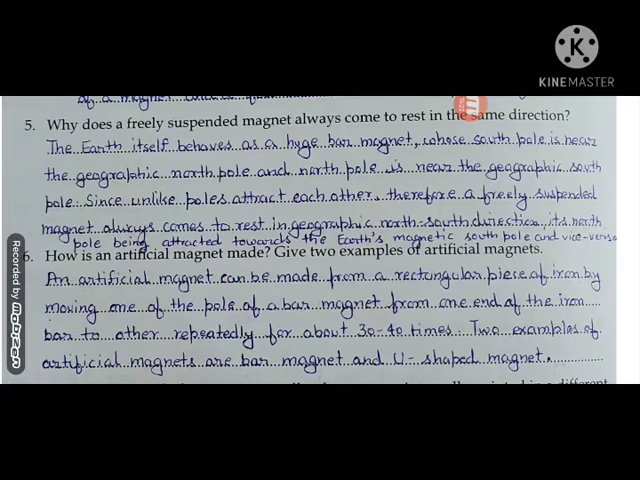 KINEMASTER
of a magnet
5. Why does a freely suspended magnet always come to rest in the same direction?
The Earth itself behaves as a huge bar magnet, whose south pole is near
the geographic north pole and north pole is near the geographic south
pole. Since unlike poles attract each other, therefore a freely suspended
magnet always comes to rest in geographic north-south direction, its north
pole being attracted towards the Earth's magnetic south pole and vice-versa
6. How is an artificial magnet made? Give two examples of artificial magnets.
An artificial magnet can be made from a rectangular piece of iron by
moving one of the pole of a bar magnet from one end of the iron
bar to other repeatedly for about 30-40 times. Two examples of
artificial magnets are bar magnet and U-shaped magnet.
Recorded by
MOBIZEN